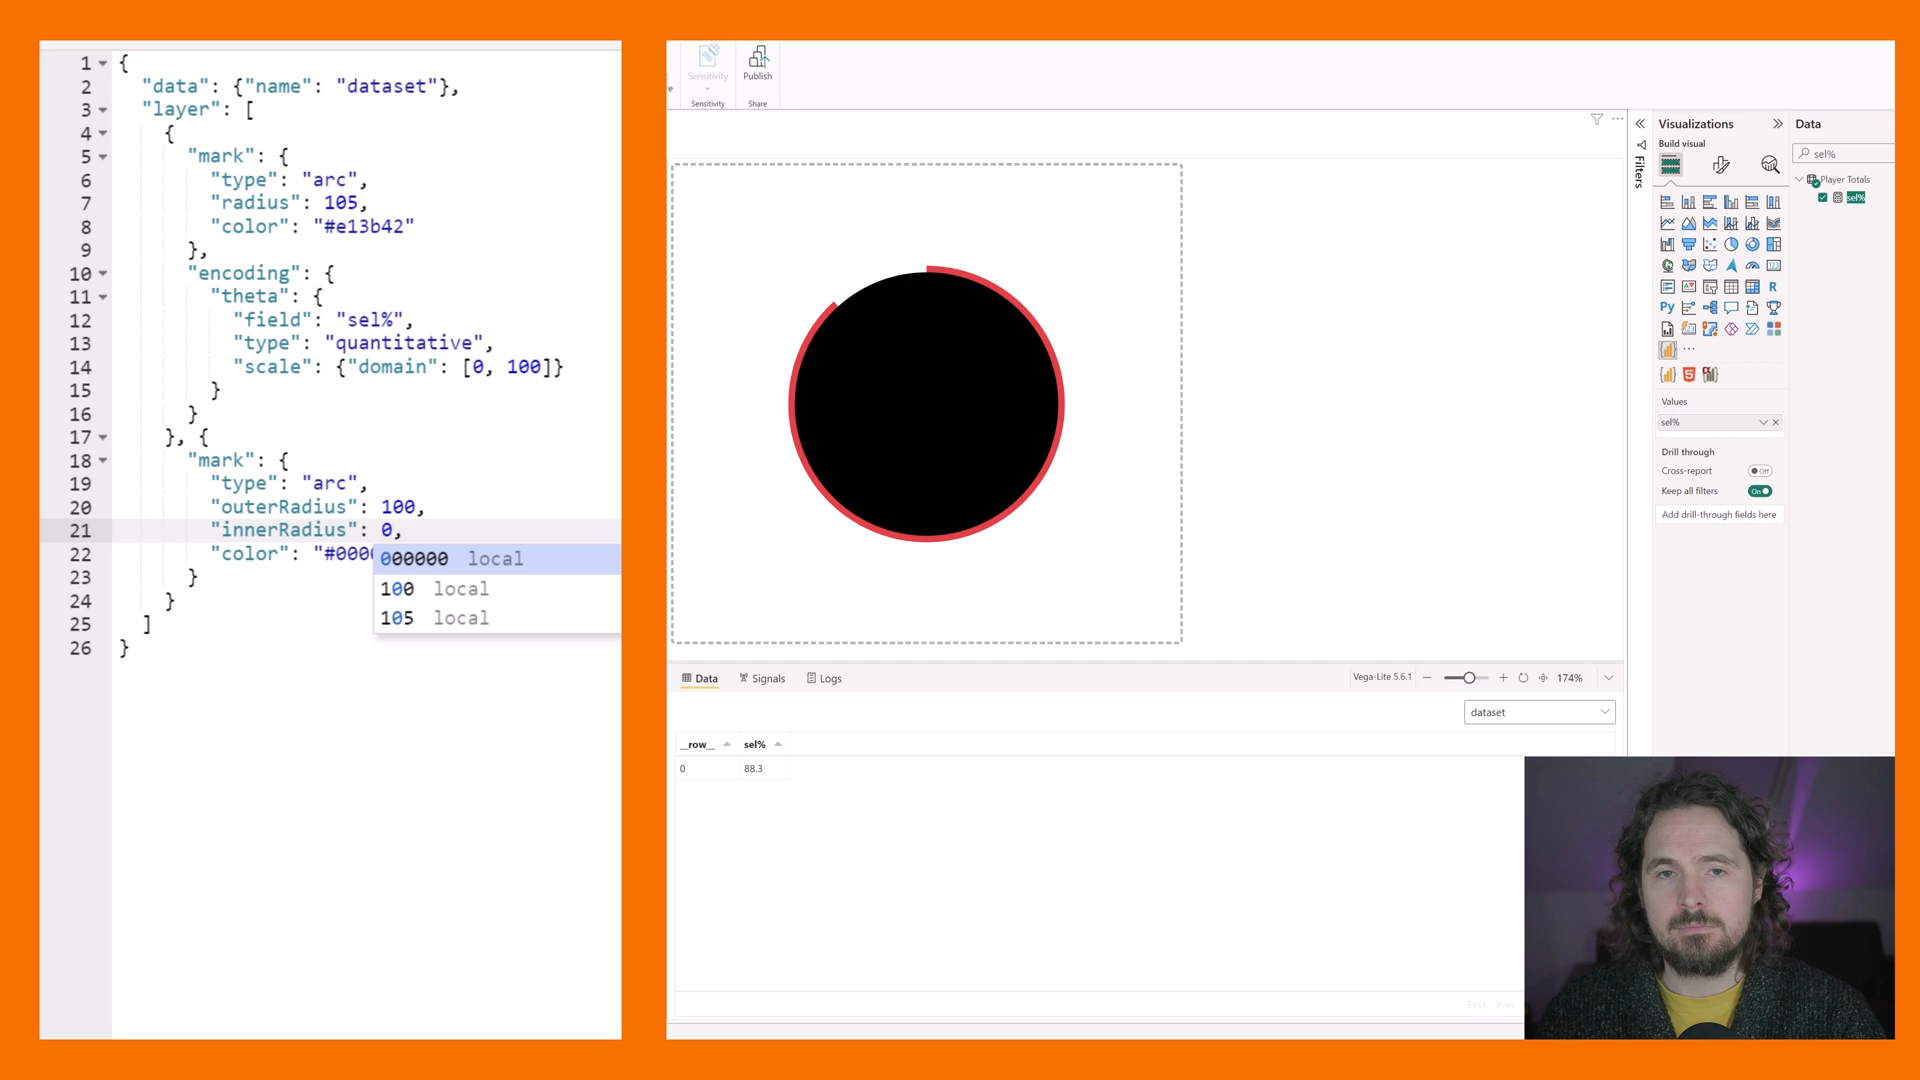 1 {
2 "data": {"name": "dataset"},
3 "layer": [
4 {
5 "mark": {
6 "type": "arc",
7 "radius": 105,
8 "color": "#e13b42"
9 },
10 "encoding": {
11 "theta": {
12 "field": "sel%",
13 "type": "quantitative",
14 "scale": {"domain": [0, 100]}
15 }
16 }
17 }, {
18 "mark": {
19 "type": "arc",
20 "outerRadius": 100,
21 "innerRadius": 0,
22 "color": "#000
23 }
24 }
25 ]
26 }
000000 local
100 local
105 local
Sensitivity
Publish
Sensitivity
Share
Filters
Visualizations
Build visual
R
Py
Values
sel%
Drill through
Cross-report
Off
Keep all filters
On
Add drill-through fields here
Data
sel%
Player Totals
sel%
Data
Signals
Logs
Vega-Lite 5.6.1
174%
dataset
__row__ sel%
0 88.3
First Prev